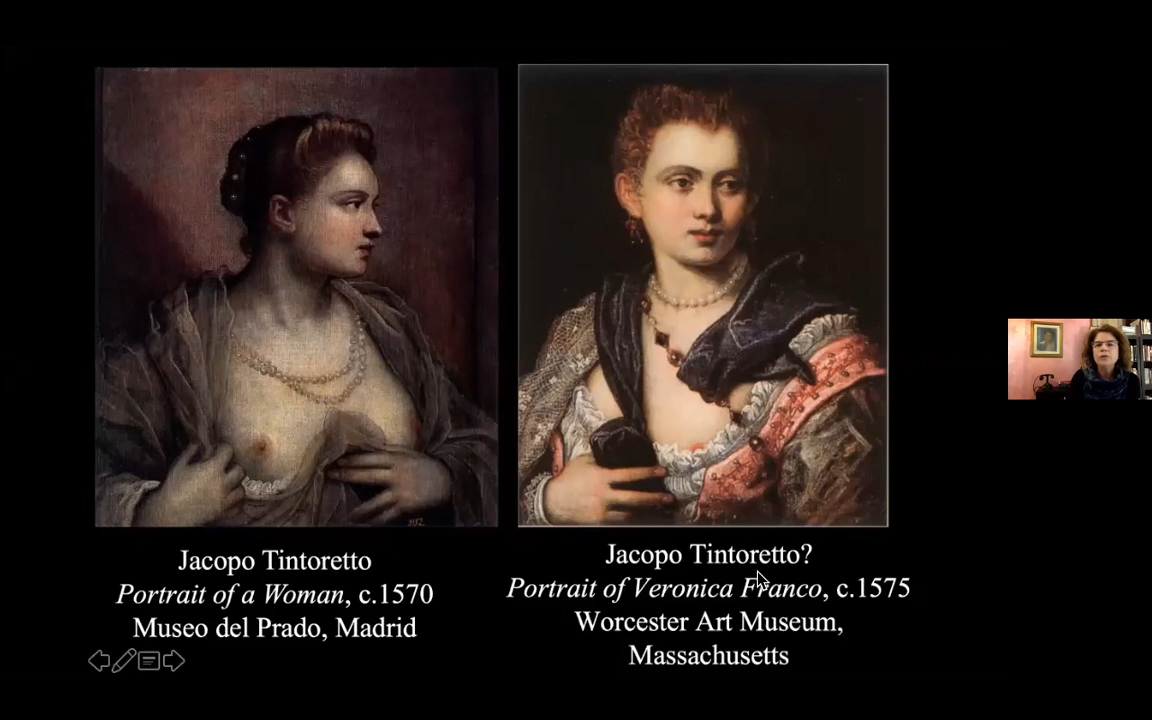 Jacopo Tintoretto
Portrait of a Woman, c.1570
Museo del Prado, Madrid
Jacopo Tintoretto?
Portrait of Veronica Franco, c.1575
Worcester Art Museum,
Massachusetts